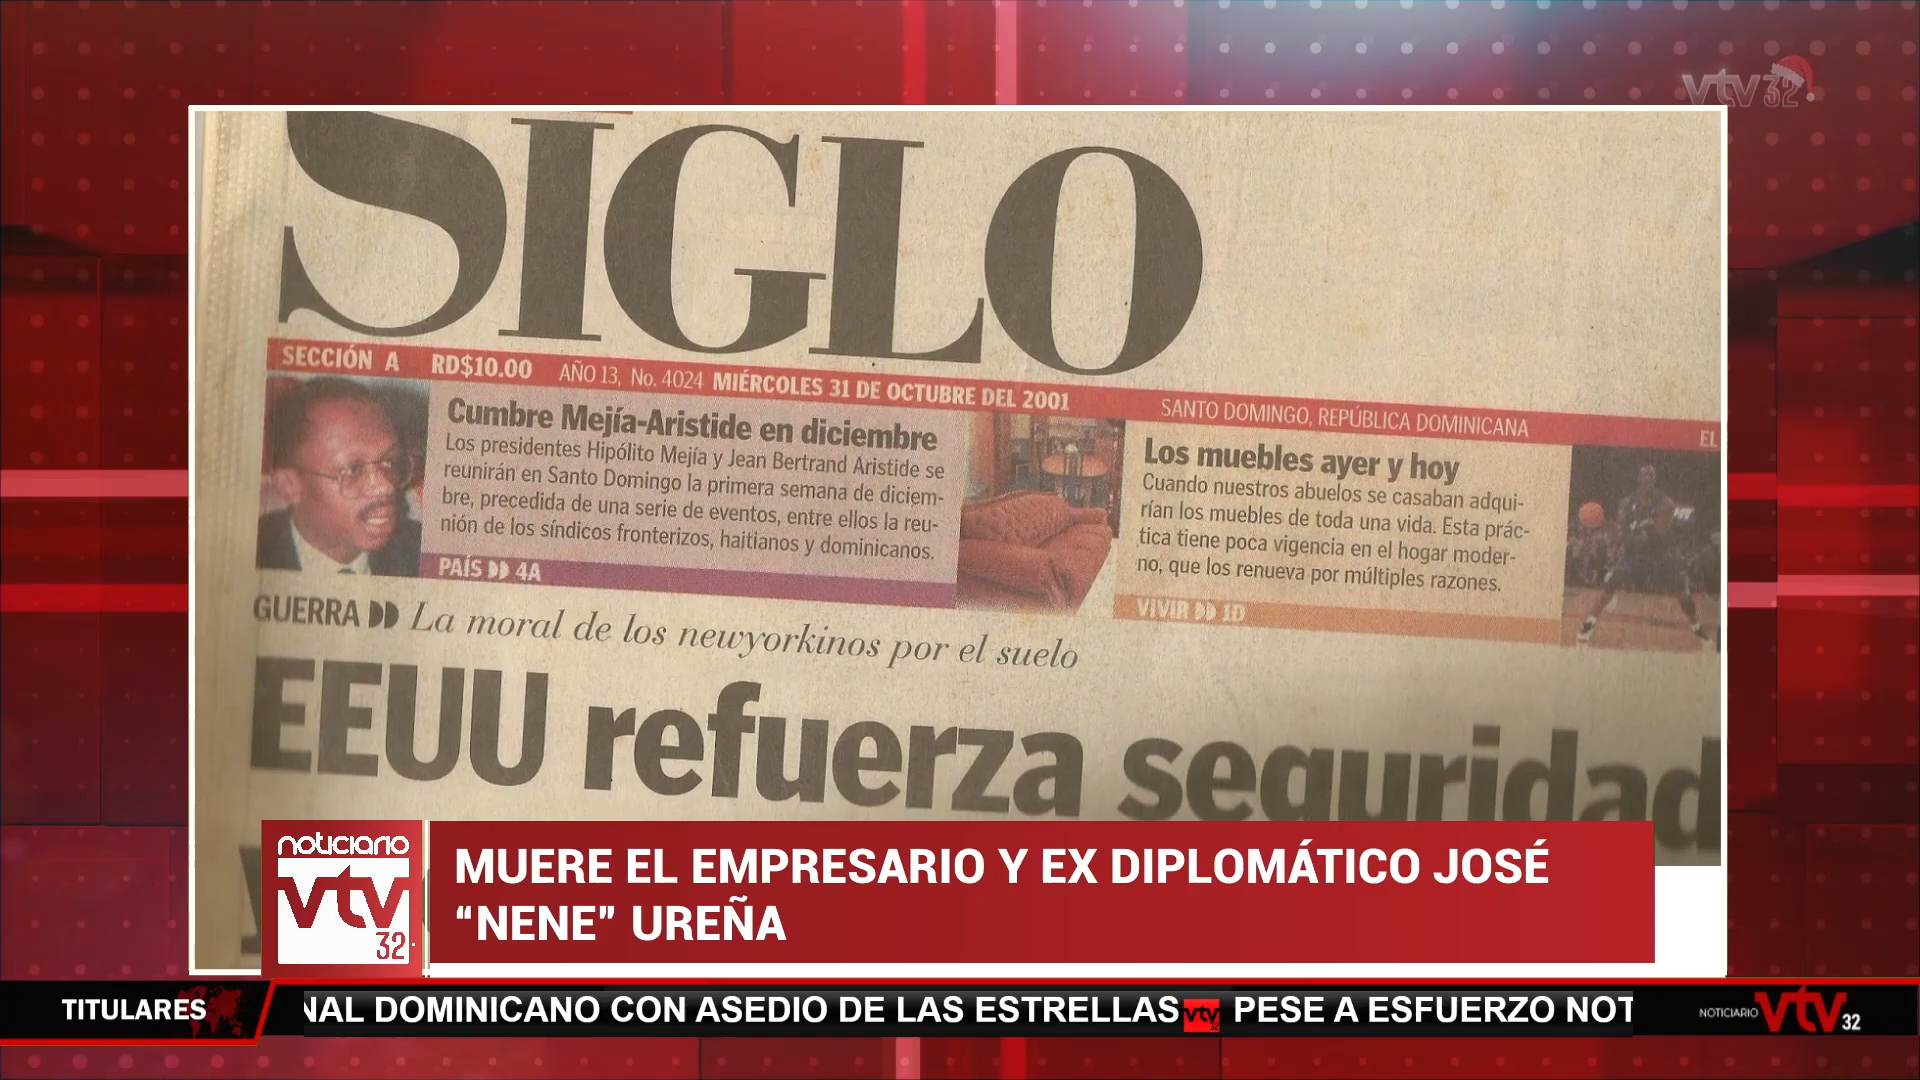 vtv 32
SIGLO
SECCIÓN A RD$10.00 AÑO 13, No. 4024 MIÉRCOLES 31 DE OCTUBRE DEL 2001 SANTO DOMINGO, REPÚBLICA DOMINICANA EL
Cumbre Mejía-Aristide en diciembre
Los presidentes Hipólito Mejía y Jean Bertrand Aristide se
reunirán en Santo Domingo la primera semana de diciem-
bre, precedida de una serie de eventos, entre ellos la reu-
nión de los síndicos fronterizos, haitianos y dominicanos.
PAÍS 4A
Los muebles ayer y hoy
Cuando nuestros abuelos se casaban adqui-
rían los muebles de toda una vida. Esta prác-
tica tiene poca vigencia en el hogar moder-
no, que los renueva por múltiples razones.
VIVIR 1D
GUERRA La moral de los newyorkinos por el suelo
EEUU refuerza seguridad
noticiario
vtv
32
MUERE EL EMPRESARIO Y EX DIPLOMÁTICO JOSÉ
“NENE” UREÑA
TITULARES
NAL DOMINICANO CON ASEDIO DE LAS ESTRELLAS vtv 32 PESE A ESFUERZO NOT
NOTICIARIO vtv 32